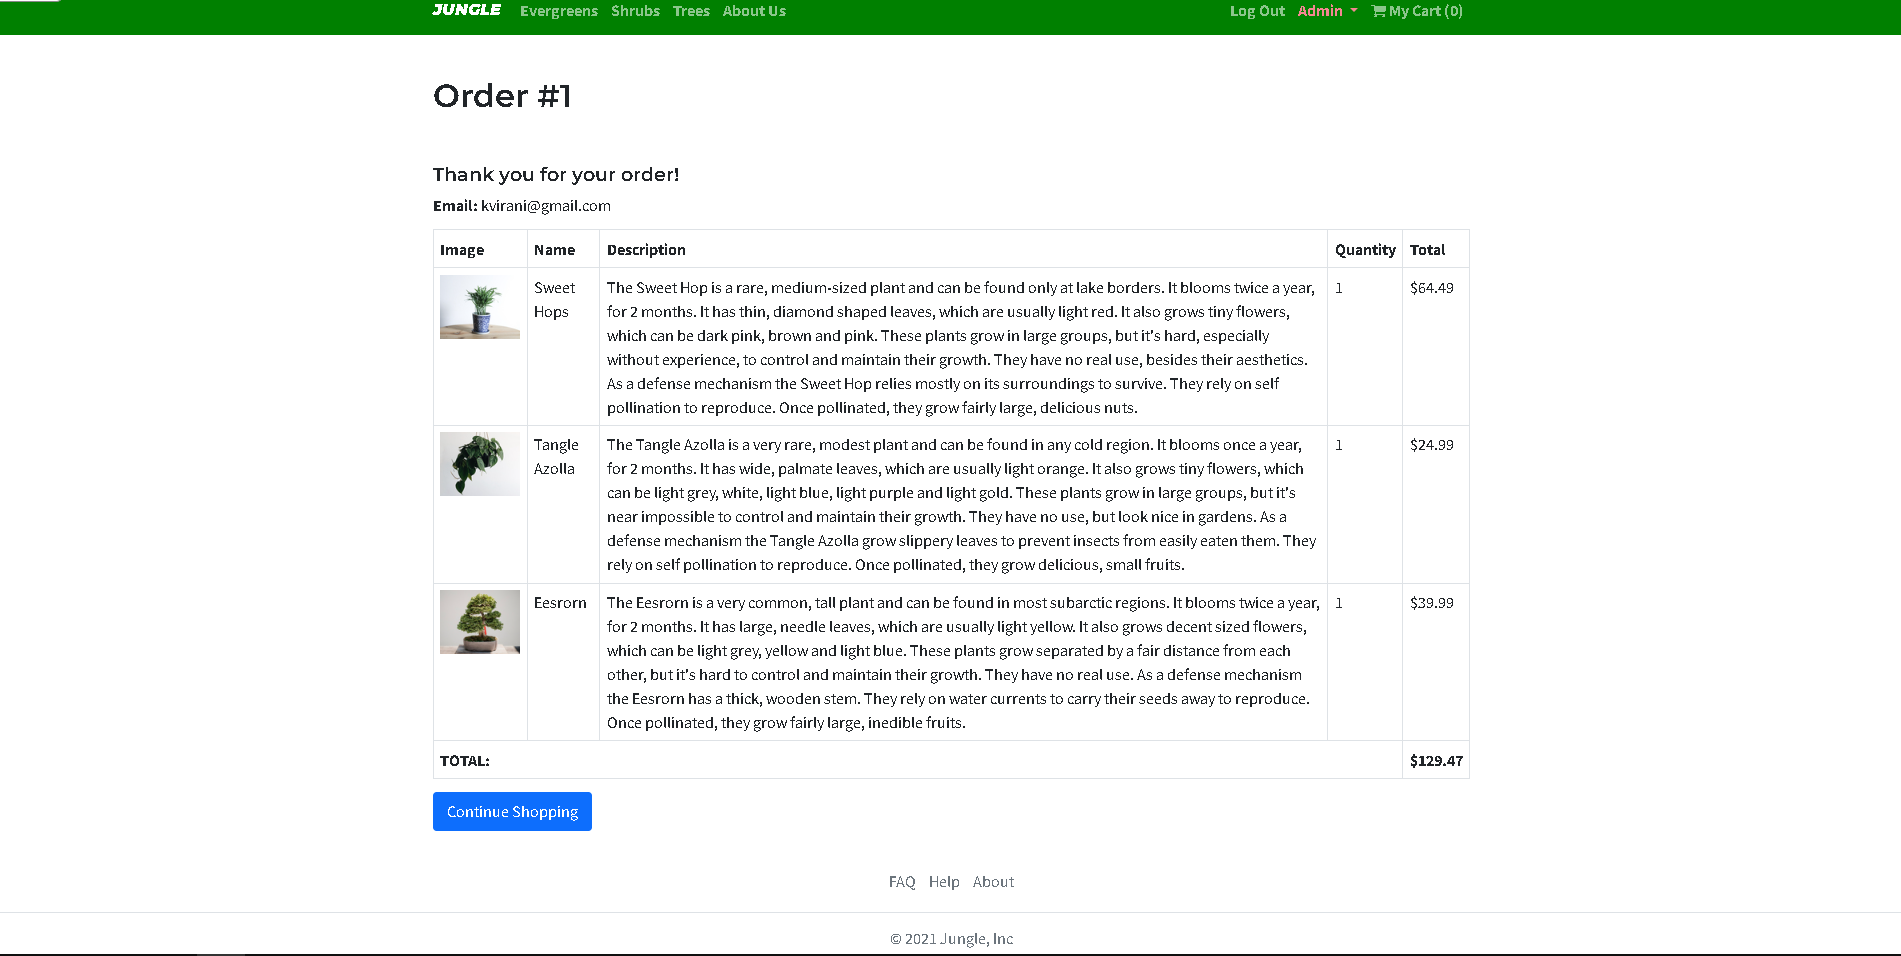 JUNGLE Evergreens Shrubs Trees About Us Log Out Admin My Cart (0)
Order #1
Thank you for your order!
Email: kvirani@gmail.com
Image Name Description Quantity Total
Sweet Hops
The Sweet Hop is a rare, medium-sized plant and can be found only at lake borders. It blooms twice a year,
for 2 months. It has thin, diamond shaped leaves, which are usually light red. It also grows tiny flowers,
which can be dark pink, brown and pink. These plants grow in large groups, but it's hard, especially
without experience, to control and maintain their growth. They have no real use, besides their aesthetics.
As a defense mechanism the Sweet Hop relies mostly on its surroundings to survive. They rely on self
pollination to reproduce. Once pollinated, they grow fairly large, delicious nuts.
1
$64.49
Tangle Azolla
The Tangle Azolla is a very rare, modest plant and can be found in any cold region. It blooms once a year,
for 2 months. It has wide, palmate leaves, which are usually light orange. It also grows tiny flowers, which
can be light grey, white, light blue, light purple and light gold. These plants grow in large groups, but it's
near impossible to control and maintain their growth. They have no use, but look nice in gardens. As a
defense mechanism the Tangle Azolla grow slippery leaves to prevent insects from easily eaten them. They
rely on self pollination to reproduce. Once pollinated, they grow delicious, small fruits.
1
$24.99
Eesrorn
The Eesrorn is a very common, tall plant and can be found in most subarctic regions. It blooms twice a year,
for 2 months. It has large, needle leaves, which are usually light yellow. It also grows decent sized flowers,
which can be light grey, yellow and light blue. These plants grow separated by a fair distance from each
other, but it's hard to control and maintain their growth. They have no real use. As a defense mechanism
the Eesrorn has a thick, wooden stem. They rely on water currents to carry their seeds away to reproduce.
Once pollinated, they grow fairly large, inedible fruits.
1
$39.99
TOTAL: $129.47
Continue Shopping
FAQ Help About
© 2021 Jungle, Inc